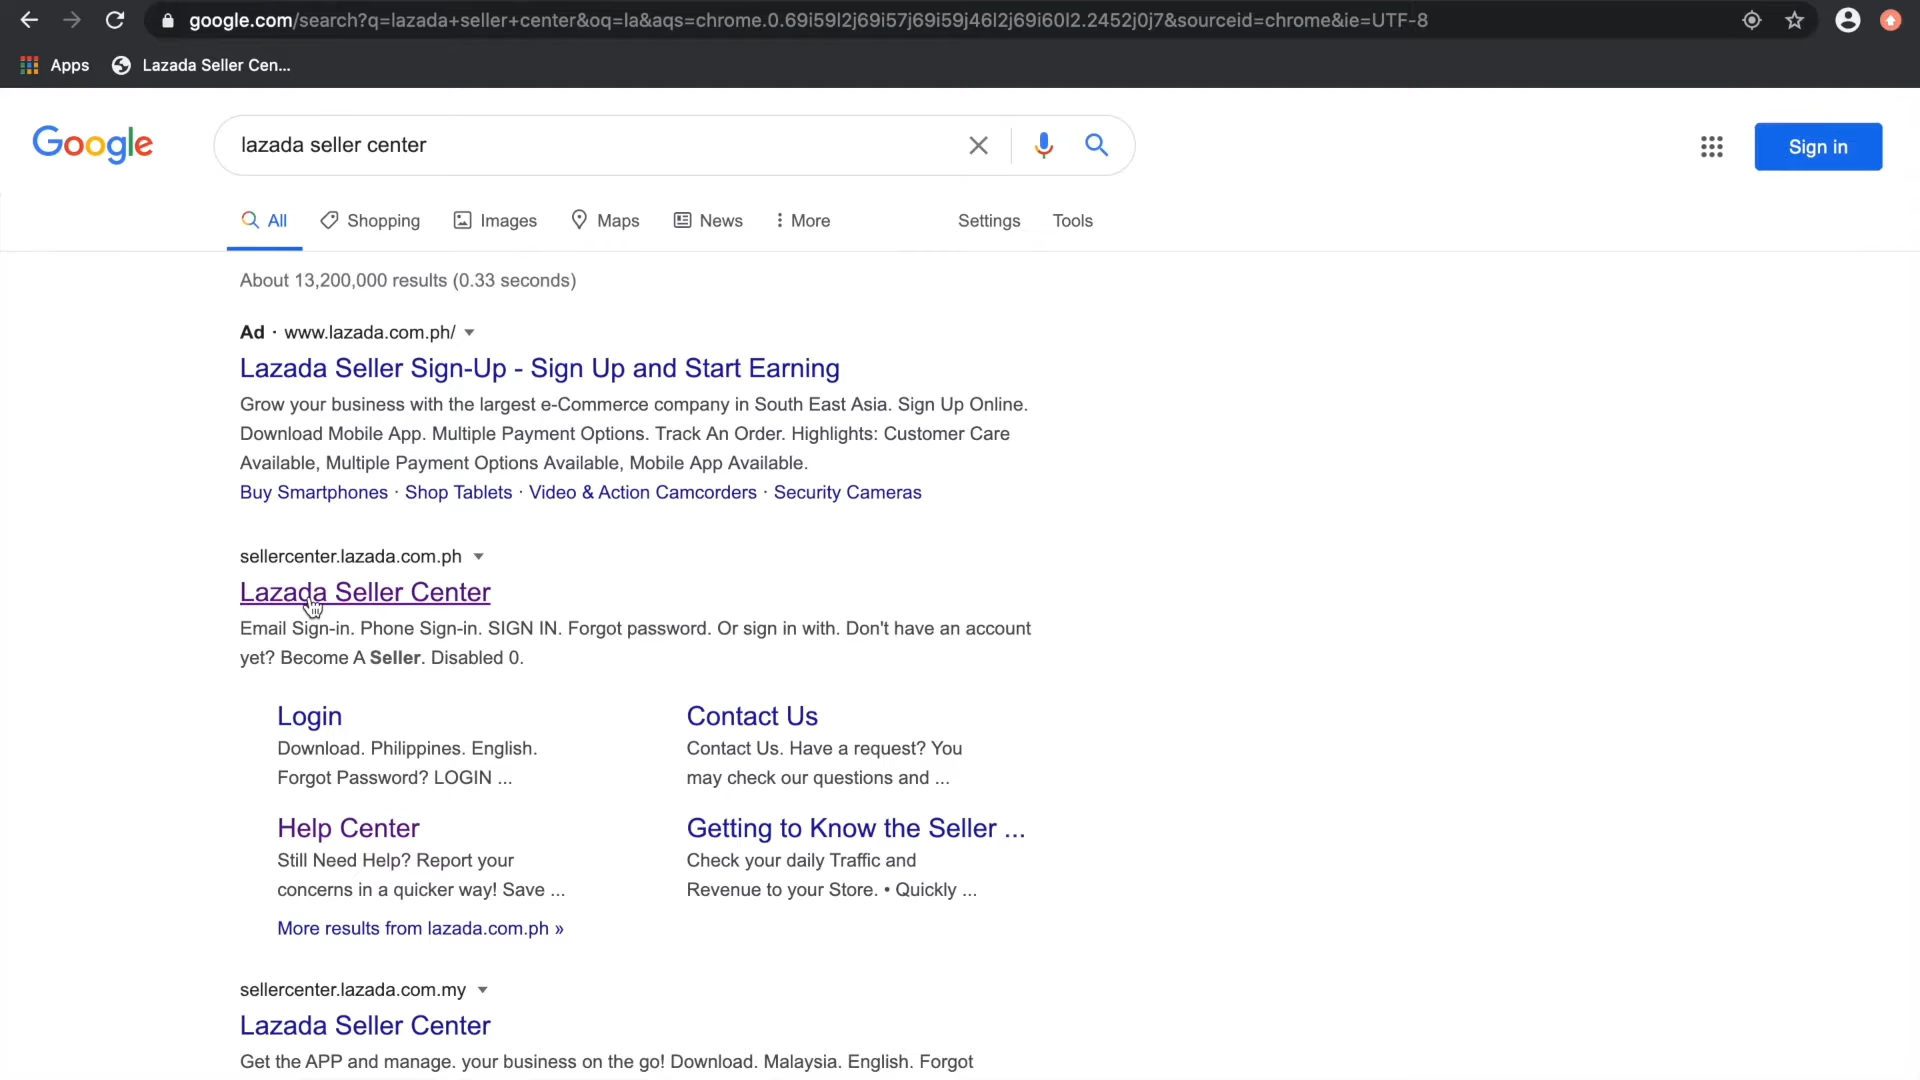 google.com/search?q=lazada+seller+center&oq=la&aqs=chrome.0.69i59l2j69i57j69i59j46l2j69i60l2.2452j0j7&sourceid=chrome&ie=UTF-8
Apps Lazada Seller Cen...
Google lazada seller center Sign in
All Shopping Images Maps News More Settings Tools
About 13,200,000 results (0.33 seconds)
Ad · www.lazada.com.ph/
Lazada Seller Sign-Up - Sign Up and Start Earning
Grow your business with the largest e-Commerce company in South East Asia. Sign Up Online.
Download Mobile App. Multiple Payment Options. Track An Order. Highlights: Customer Care
Available, Multiple Payment Options Available, Mobile App Available.
Buy Smartphones · Shop Tablets · Video & Action Camcorders · Security Cameras
sellercenter.lazada.com.ph
Lazada Seller Center
Email Sign-in. Phone Sign-in. SIGN IN. Forgot password. Or sign in with. Don't have an account
yet? Become A Seller. Disabled 0.
Login
Download. Philippines. English.
Forgot Password? LOGIN ...
Contact Us
Contact Us. Have a request? You
may check our questions and ...
Help Center
Still Need Help? Report your
concerns in a quicker way! Save ...
Getting to Know the Seller ...
Check your daily Traffic and
Revenue to your Store. • Quickly ...
More results from lazada.com.ph »
sellercenter.lazada.com.my
Lazada Seller Center
Get the APP and manage. your business on the go! Download. Malaysia. English. Forgot